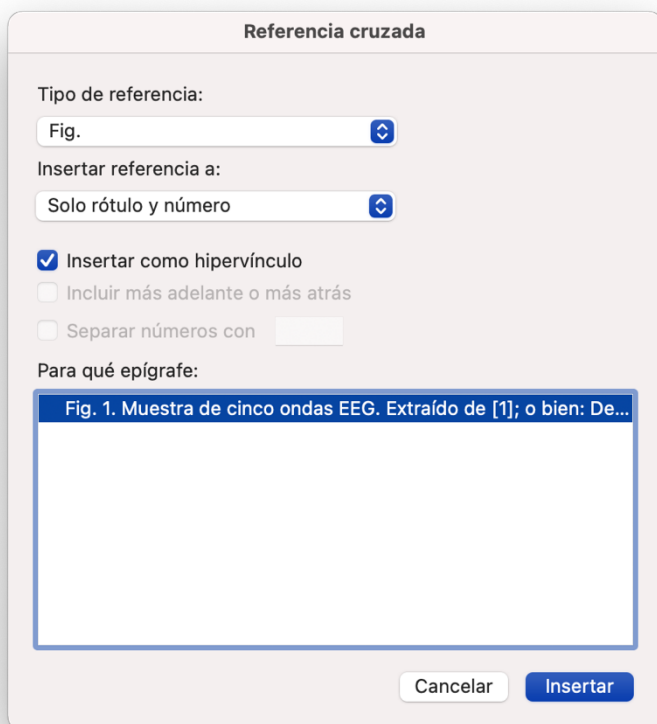 Referencia cruzada
Tipo de referencia:
Fig.
Insertar referencia a:
Solo rótulo y número
Insertar como hipervínculo
Incluir más adelante o más atrás
Separar números con
Para qué epígrafe:
Fig. 1. Muestra de cinco ondas EEG. Extraído de [1]; o bien: De...
Cancelar Insertar